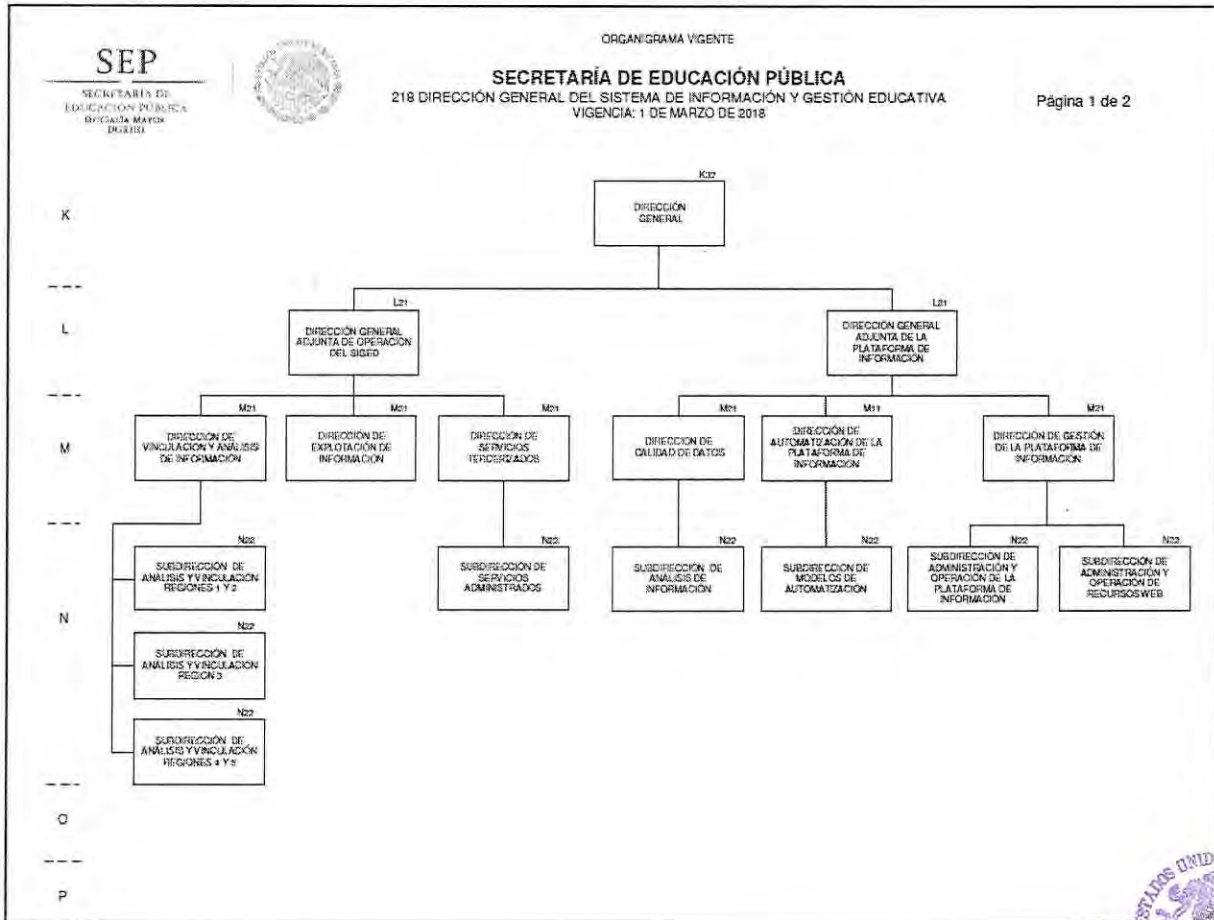 ORGANIGRAMA VIGENTE
SEP
SECRETARÍA DE
EDUCACIÓN PÚBLICA
OFICIALÍA MAYOR
SECRETARÍA DE EDUCACIÓN PÚBLICA
218 DIRECCIÓN GENERAL DEL SISTEMA DE INFORMACIÓN Y GESTIÓN EDUCATIVA
VIGENCIA: 1 DE MARZO DE 2018
Página 1 de 2
K
K32
DIRECCIÓN
GENERAL
L
L21
DIRECCIÓN GENERAL
ADJUNTA DE OPERACIÓN
DEL SIGED
L21
DIRECCIÓN GENERAL
ADJUNTA DE LA
PLATAFORMA DE
INFORMACIÓN
M
M21
DIRECCIÓN DE
VINCULACIÓN Y ANÁLISIS
DE INFORMACIÓN
M21
DIRECCIÓN DE
EXPLOTACIÓN DE
INFORMACIÓN
M21
DIRECCIÓN DE
SERVICIOS
TERCERIZADOS
M21
DIRECCIÓN DE
CALIDAD DE DATOS
M11
DIRECCIÓN DE
AUTOMATIZACIÓN DE LA
PLATAFORMA DE
INFORMACIÓN
M21
DIRECCIÓN DE GESTIÓN
DE LA PLATAFORMA DE
INFORMACIÓN
N
N22
SUBDIRECCIÓN DE
ANÁLISIS Y VINCULACIÓN
REGIONES 1 Y 2
N22
SUBDIRECCIÓN DE
SERVICIOS
ADMINISTRADOS
N22
SUBDIRECCIÓN DE
ANÁLISIS DE
INFORMACIÓN
N22
SUBDIRECCIÓN DE
MODELOS DE
AUTOMATIZACIÓN
N22
SUBDIRECCIÓN DE
ADMINISTRACIÓN Y
OPERACIÓN DE LA
PLATAFORMA DE
INFORMACIÓN
N22
SUBDIRECCIÓN DE
ADMINISTRACIÓN Y
OPERACIÓN DE
RECURSOS WEB
N22
SUBDIRECCIÓN DE
ANÁLISIS Y VINCULACIÓN
REGIÓN 3
N22
SUBDIRECCIÓN DE
ANÁLISIS Y VINCULACIÓN
REGIONES 4 Y 5
O
P